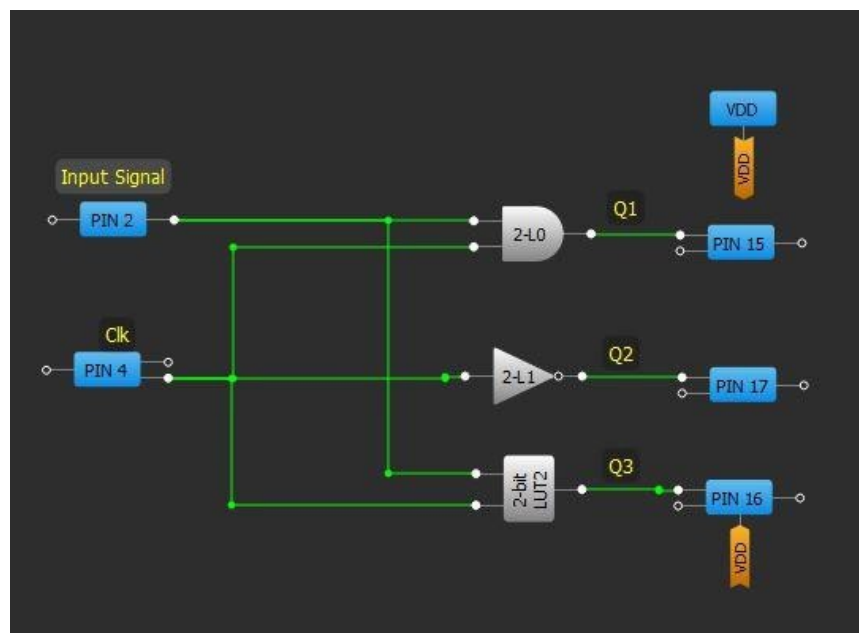 VDD
VDD
Input Signal
PIN 2
2-L0
Q1
PIN 15
Clk
PIN 4
2-L1
Q2
PIN 17
2-bit
LUT2
Q3
PIN 16
VDD